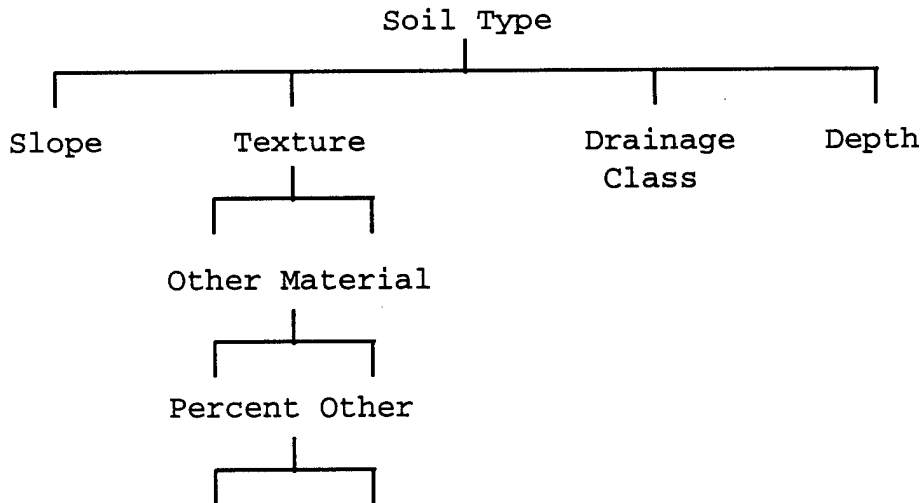 Soil Type
Slope
Texture
Drainage
Class
Depth
Other Material
Percent Other